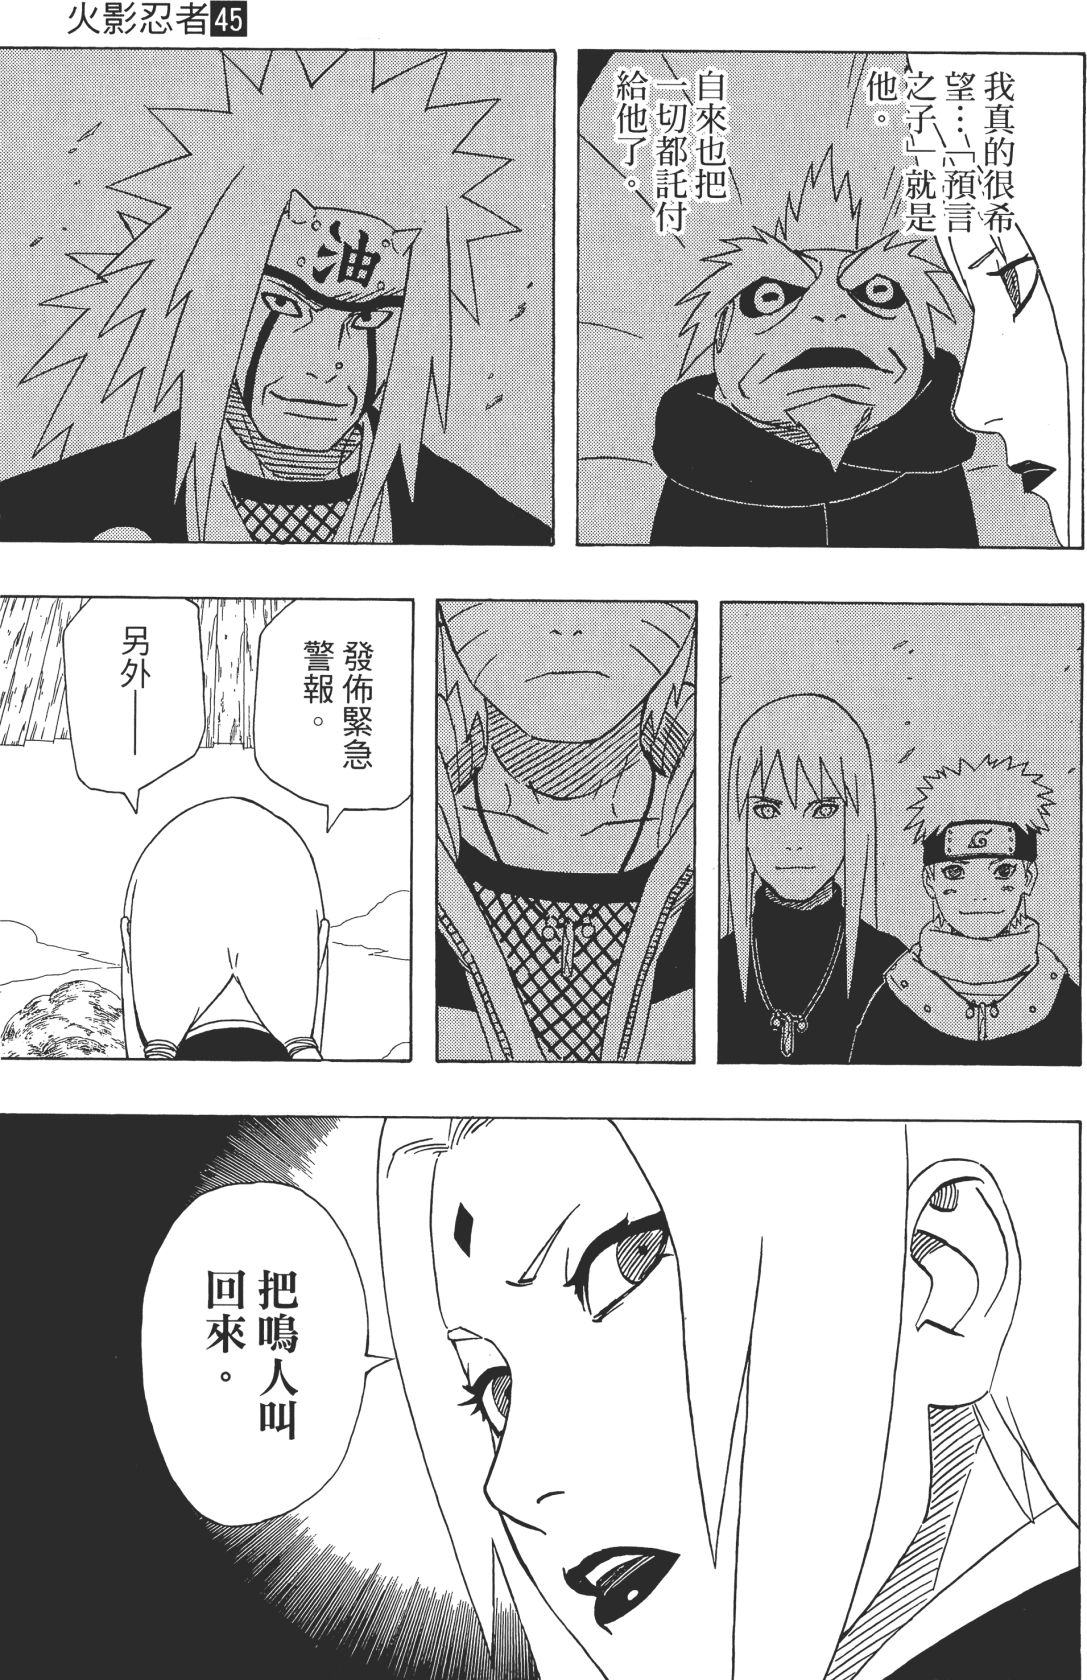 火影忍者45
我真的很希
望…「預言
之子」就是
他。
自來也把
一切都託付
給他了。
油
發佈緊急
警報。
另外——
把鳴人叫
回來。